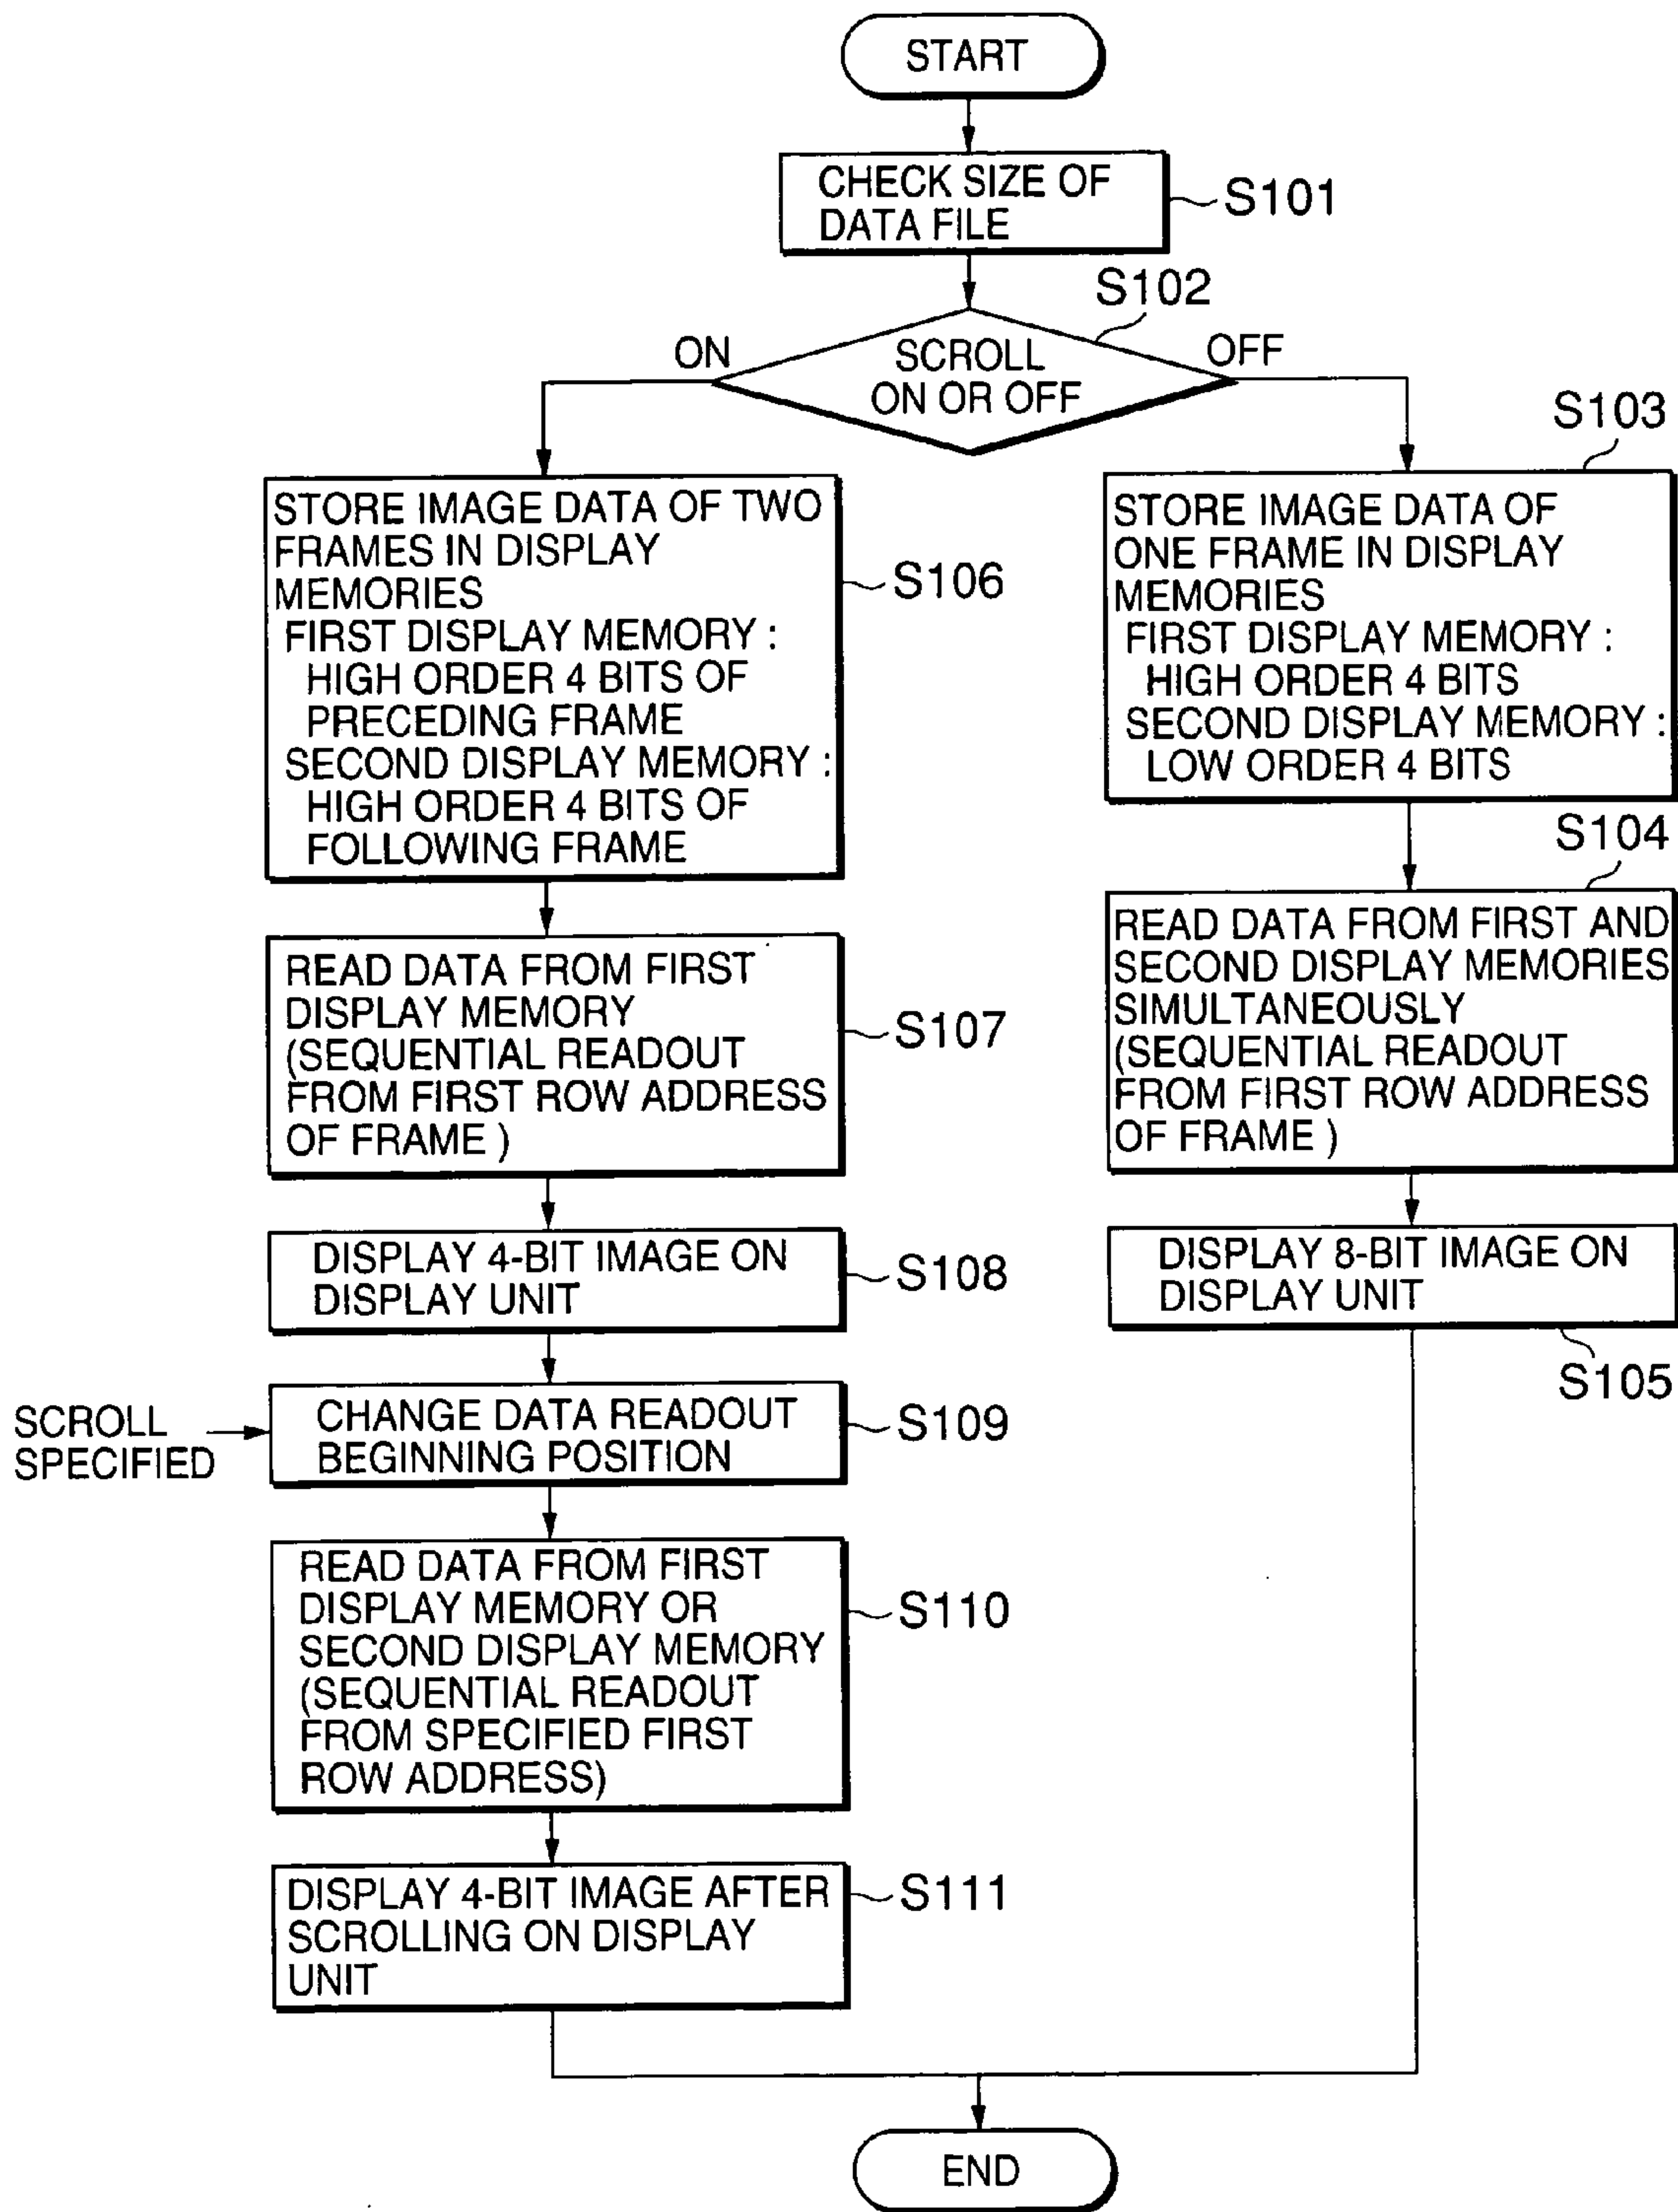 START
CHECK SIZE OF
DATA FILE
S101
S102
ON
SCROLL
ON OR OFF
OFF
S103
STORE IMAGE DATA OF TWO
FRAMES IN DISPLAY
MEMORIES
FIRST DISPLAY MEMORY :
HIGH ORDER 4 BITS OF
PRECEDING FRAME
SECOND DISPLAY MEMORY :
HIGH ORDER 4 BITS OF
FOLLOWING FRAME
S106
STORE IMAGE DATA OF
ONE FRAME IN DISPLAY
MEMORIES
FIRST DISPLAY MEMORY :
HIGH ORDER 4 BITS
SECOND DISPLAY MEMORY :
LOW ORDER 4 BITS
S104
READ DATA FROM FIRST
DISPLAY MEMORY
(SEQUENTIAL READOUT
FROM FIRST ROW ADDRESS
OF FRAME )
S107
READ DATA FROM FIRST AND
SECOND DISPLAY MEMORIES
SIMULTANEOUSLY
(SEQUENTIAL READOUT
FROM FIRST ROW ADDRESS
OF FRAME )
DISPLAY 4-BIT IMAGE ON
DISPLAY UNIT
S108
DISPLAY 8-BIT IMAGE ON
DISPLAY UNIT
S105
SCROLL
SPECIFIED
CHANGE DATA READOUT
BEGINNING POSITION
S109
READ DATA FROM FIRST
DISPLAY MEMORY OR
SECOND DISPLAY MEMORY
(SEQUENTIAL READOUT
FROM SPECIFIED FIRST
ROW ADDRESS)
S110
DISPLAY 4-BIT IMAGE AFTER
SCROLLING ON DISPLAY
UNIT
S111
END